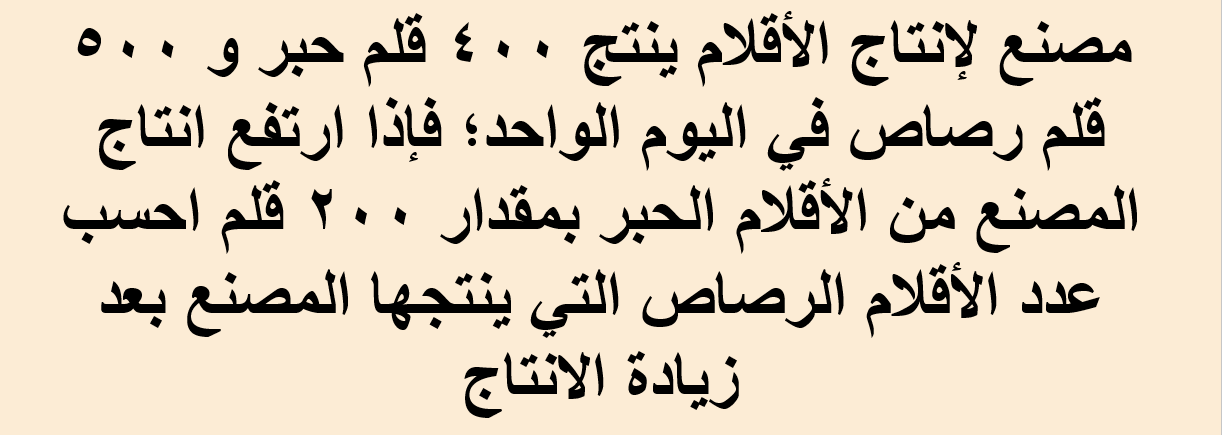 مصنع لإنتاج الأقلام ينتج ٤٠٠ قلم حبر و ٥٠٠
قلم رصاص في اليوم الواحد؛ فإذا ارتفع انتاج
المصنع من الأقلام الحبر بمقدار ٢٠٠ قلم احسب
عدد الأقلام الرصاص التي ينتجها المصنع بعد
زيادة الانتاج